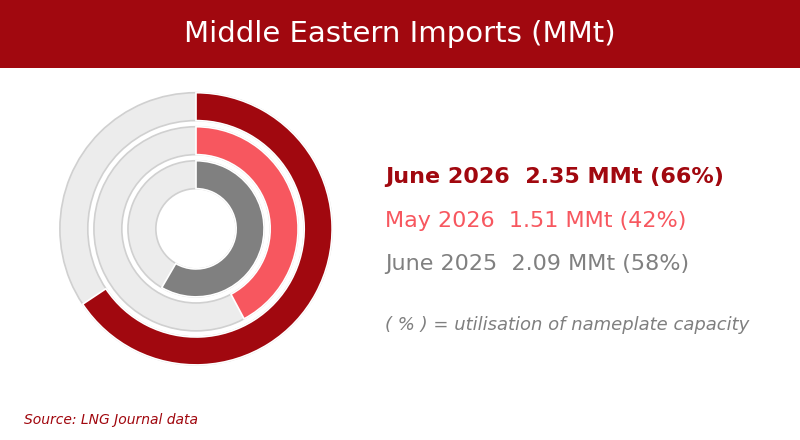 Middle Eastern Imports (MMt)
June 2026  2.35 MMt (66%)
May 2026  1.51 MMt (42%)
June 2025  2.09 MMt (58%)
( % ) = utilisation of nameplate capacity
Source: LNG Journal data